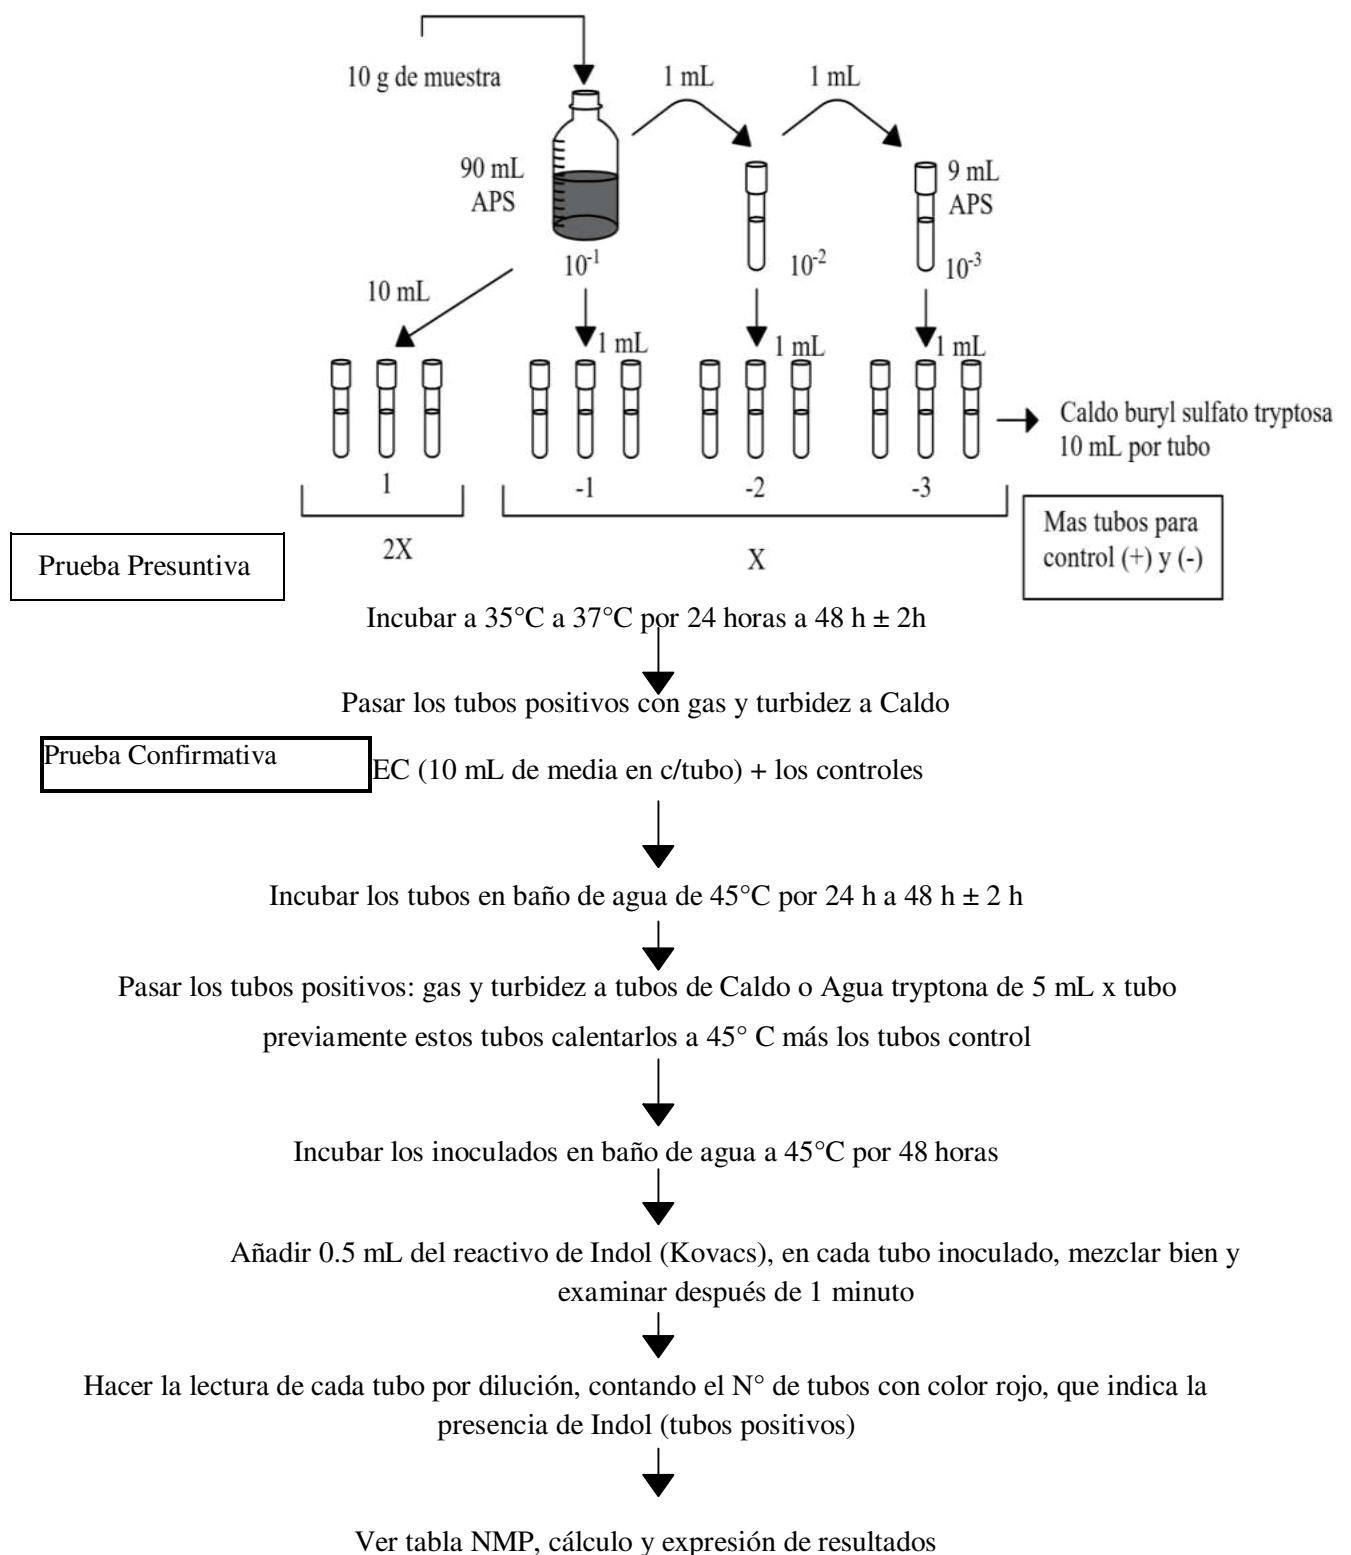 10 g de muestra
1 mL
1 mL
90 mL
APS
9 mL
APS
10-1
10-2
10-3
10 mL
1 mL
1 mL
1 mL
Caldo buryl sulfato tryptosa
10 mL por tubo
1
-1
-2
-3
2X
X
Mas tubos para
control (+) y (-)
Prueba Presuntiva
Incubar a 35°C a 37°C por 24 horas a 48 h ± 2h
Pasar los tubos positivos con gas y turbidez a Caldo
Prueba Confirmativa
EC (10 mL de media en c/tubo) + los controles
Incubar los tubos en baño de agua de 45°C por 24 h a 48 h ± 2 h
Pasar los tubos positivos: gas y turbidez a tubos de Caldo o Agua tryptona de 5 mL x tubo
previamente estos tubos calentarlos a 45° C más los tubos control
Incubar los inoculados en baño de agua a 45°C por 48 horas
Añadir 0.5 mL del reactivo de Indol (Kovacs), en cada tubo inoculado, mezclar bien y
examinar después de 1 minuto
Hacer la lectura de cada tubo por dilución, contando el N° de tubos con color rojo, que indica la
presencia de Indol (tubos positivos)
Ver tabla NMP, cálculo y expresión de resultados